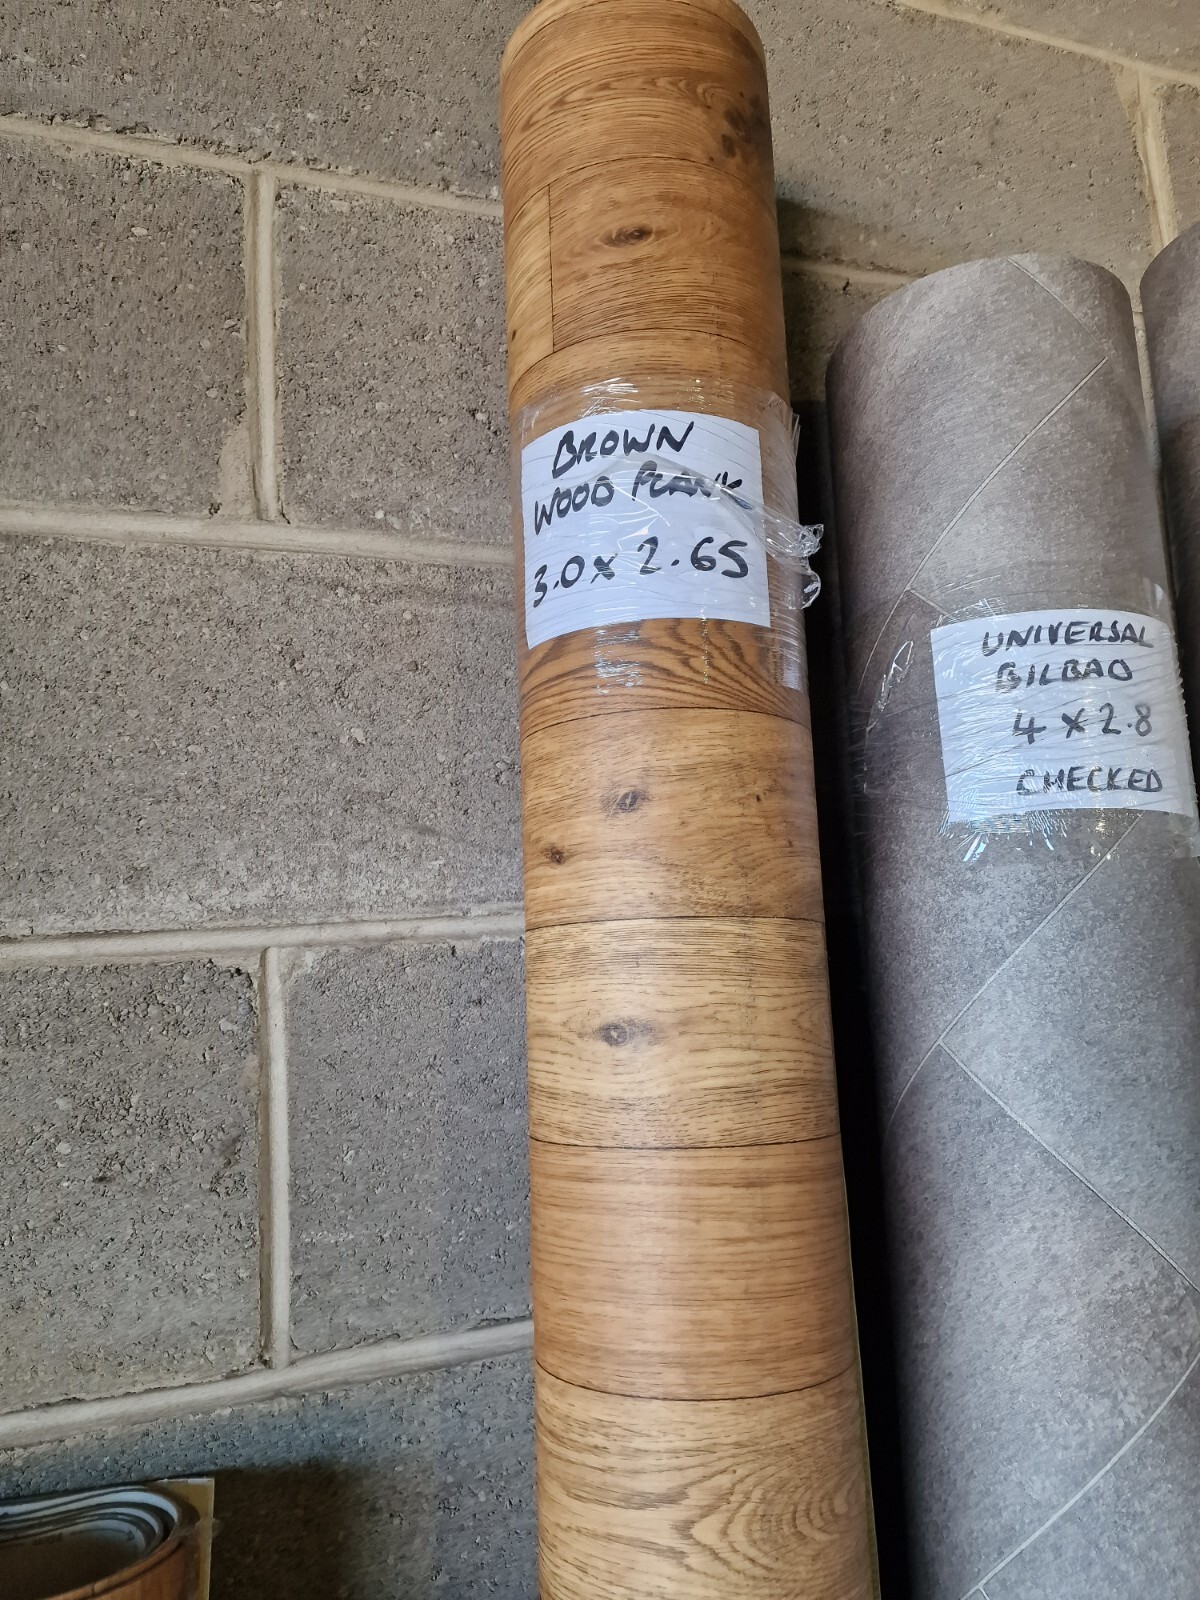 BROWN
WOOD PLANK
3.0 x 2.65
UNIVERSAL
BILBAO
4 x 2.8
CHECKED